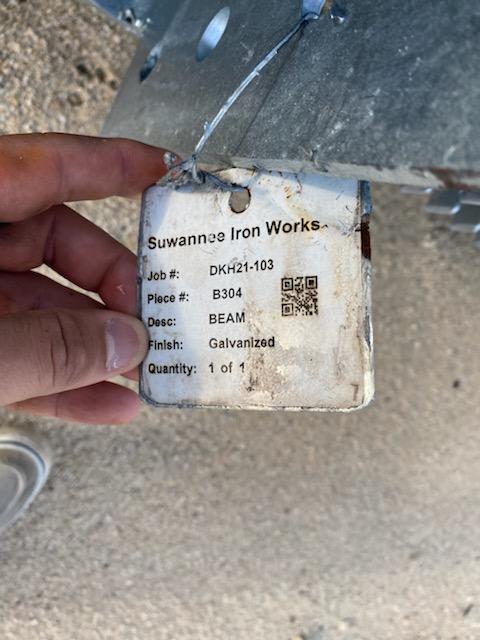 Suwannee Iron Works
Job #: DKH21-103
Piece #: B304
Desc: BEAM
Finish: Galvanized
Quantity: 1 of 1